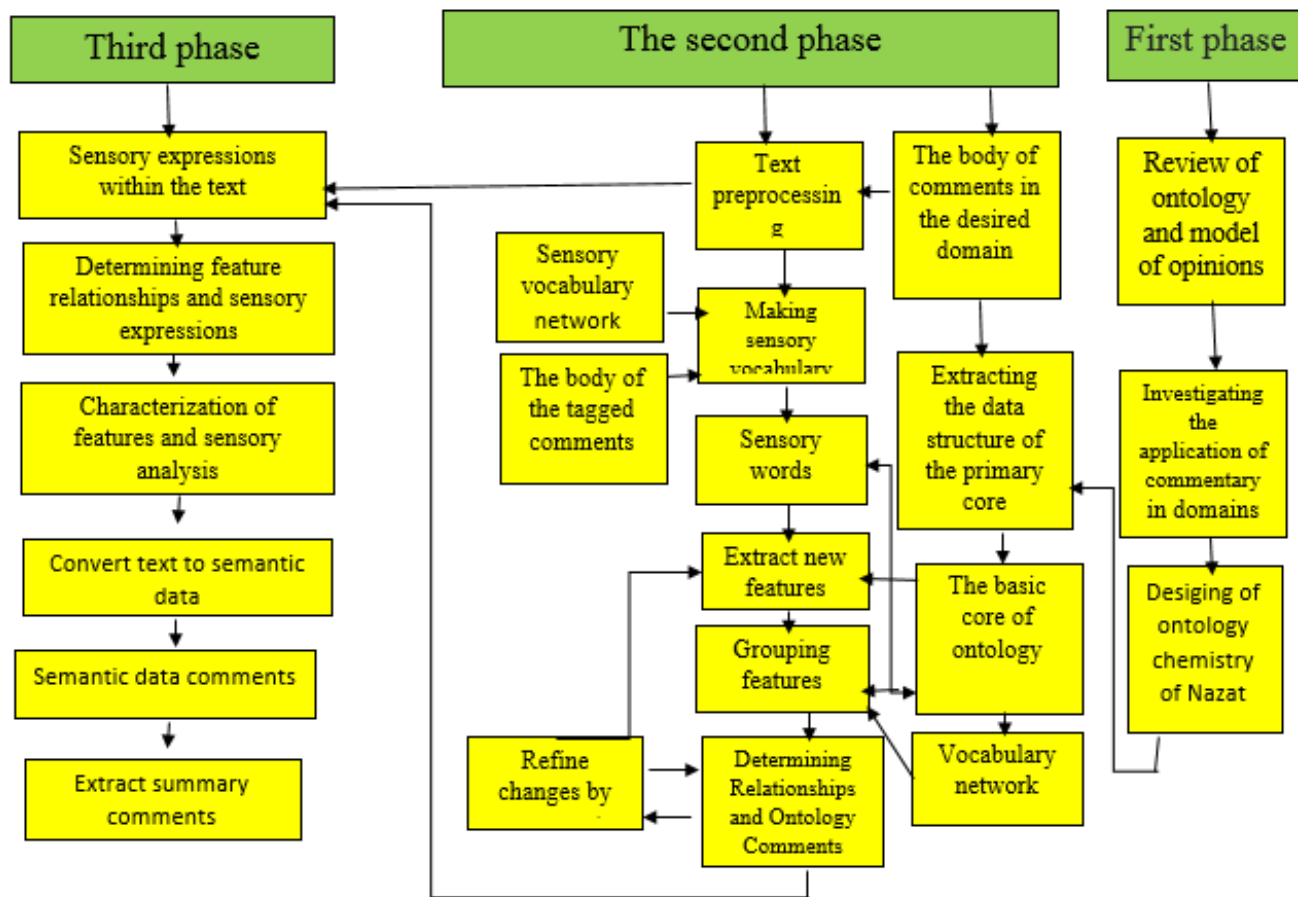 Third phase
The second phase
First phase
Sensory expressions
within the text
Determining feature
relationships and sensory
expressions
Characterization of
features and sensory
analysis
Convert text to semantic
data
Semantic data comments
Extract summary
comments
Text
preprocessin
g
Sensory
vocabulary
network
Making
sensory
vocabulary
The body of
the tagged
comments
Sensory
words
Extract new
features
Grouping
features
Refine
changes by
Determining
Relationships
and Ontology
Comments
The body of
comments in
the desired
domain
Extracting
the data
structure of
the primary
core
The basic
core of
ontology
Vocabulary
network
Review of
ontology
and model
of opinions
Investigating
the
application of
commentary
in domains
Desiging of
ontology
chemistry
of Nazat